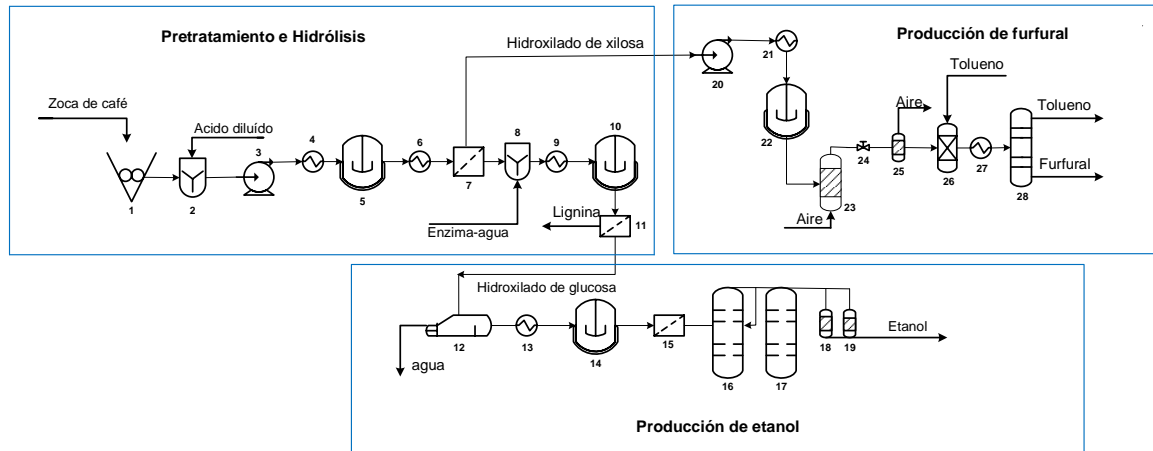 Pretratamiento e Hidrólisis
Hidroxilado de xilosa
Producción de furfural
Zoca de café
Acido diluído
Tolueno
Aire
Tolueno
Furfural
1
2
3
4
5
6
7
8
9
10
11
20
21
22
23
24
25
26
27
28
Lignina
Enzima-agua
Aire
Hidroxilado de glucosa
agua
12
13
14
15
16
17
18
19
Etanol
Producción de etanol